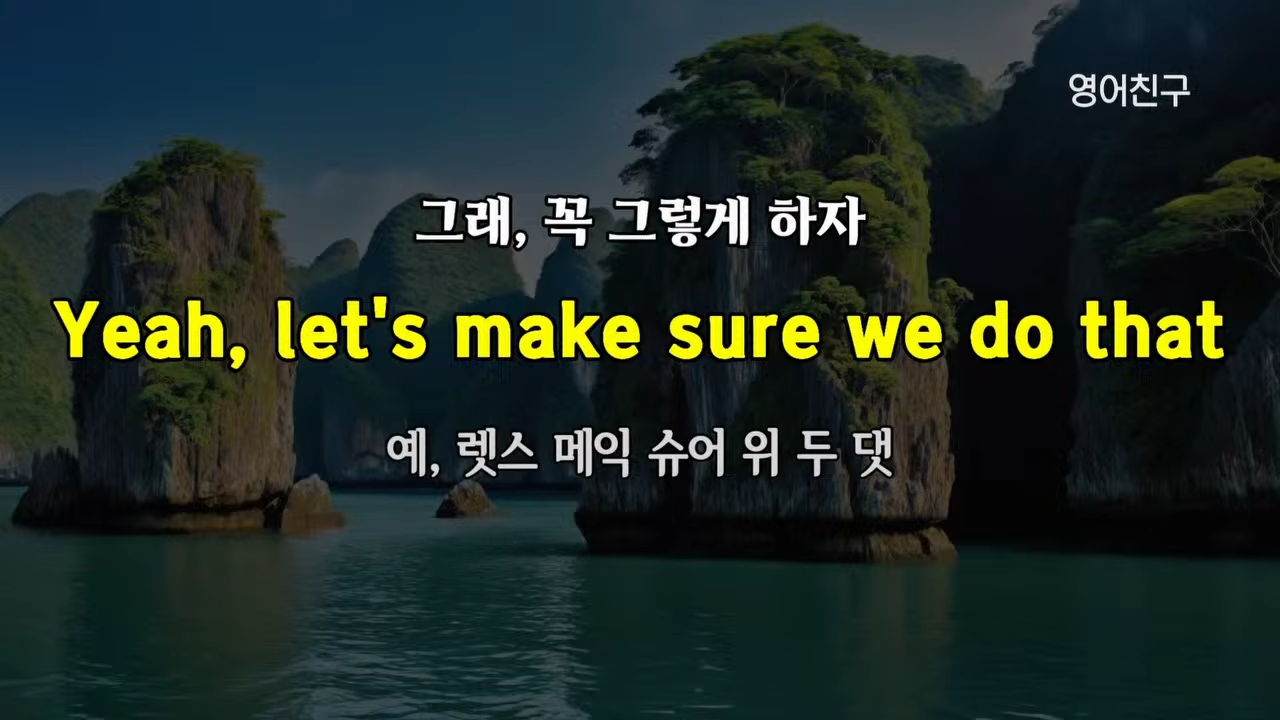 영어친구
그래, 꼭 그렇게 하자
Yeah, let's make sure we do that
예, 렛스 메익 슈어 위 두 댓